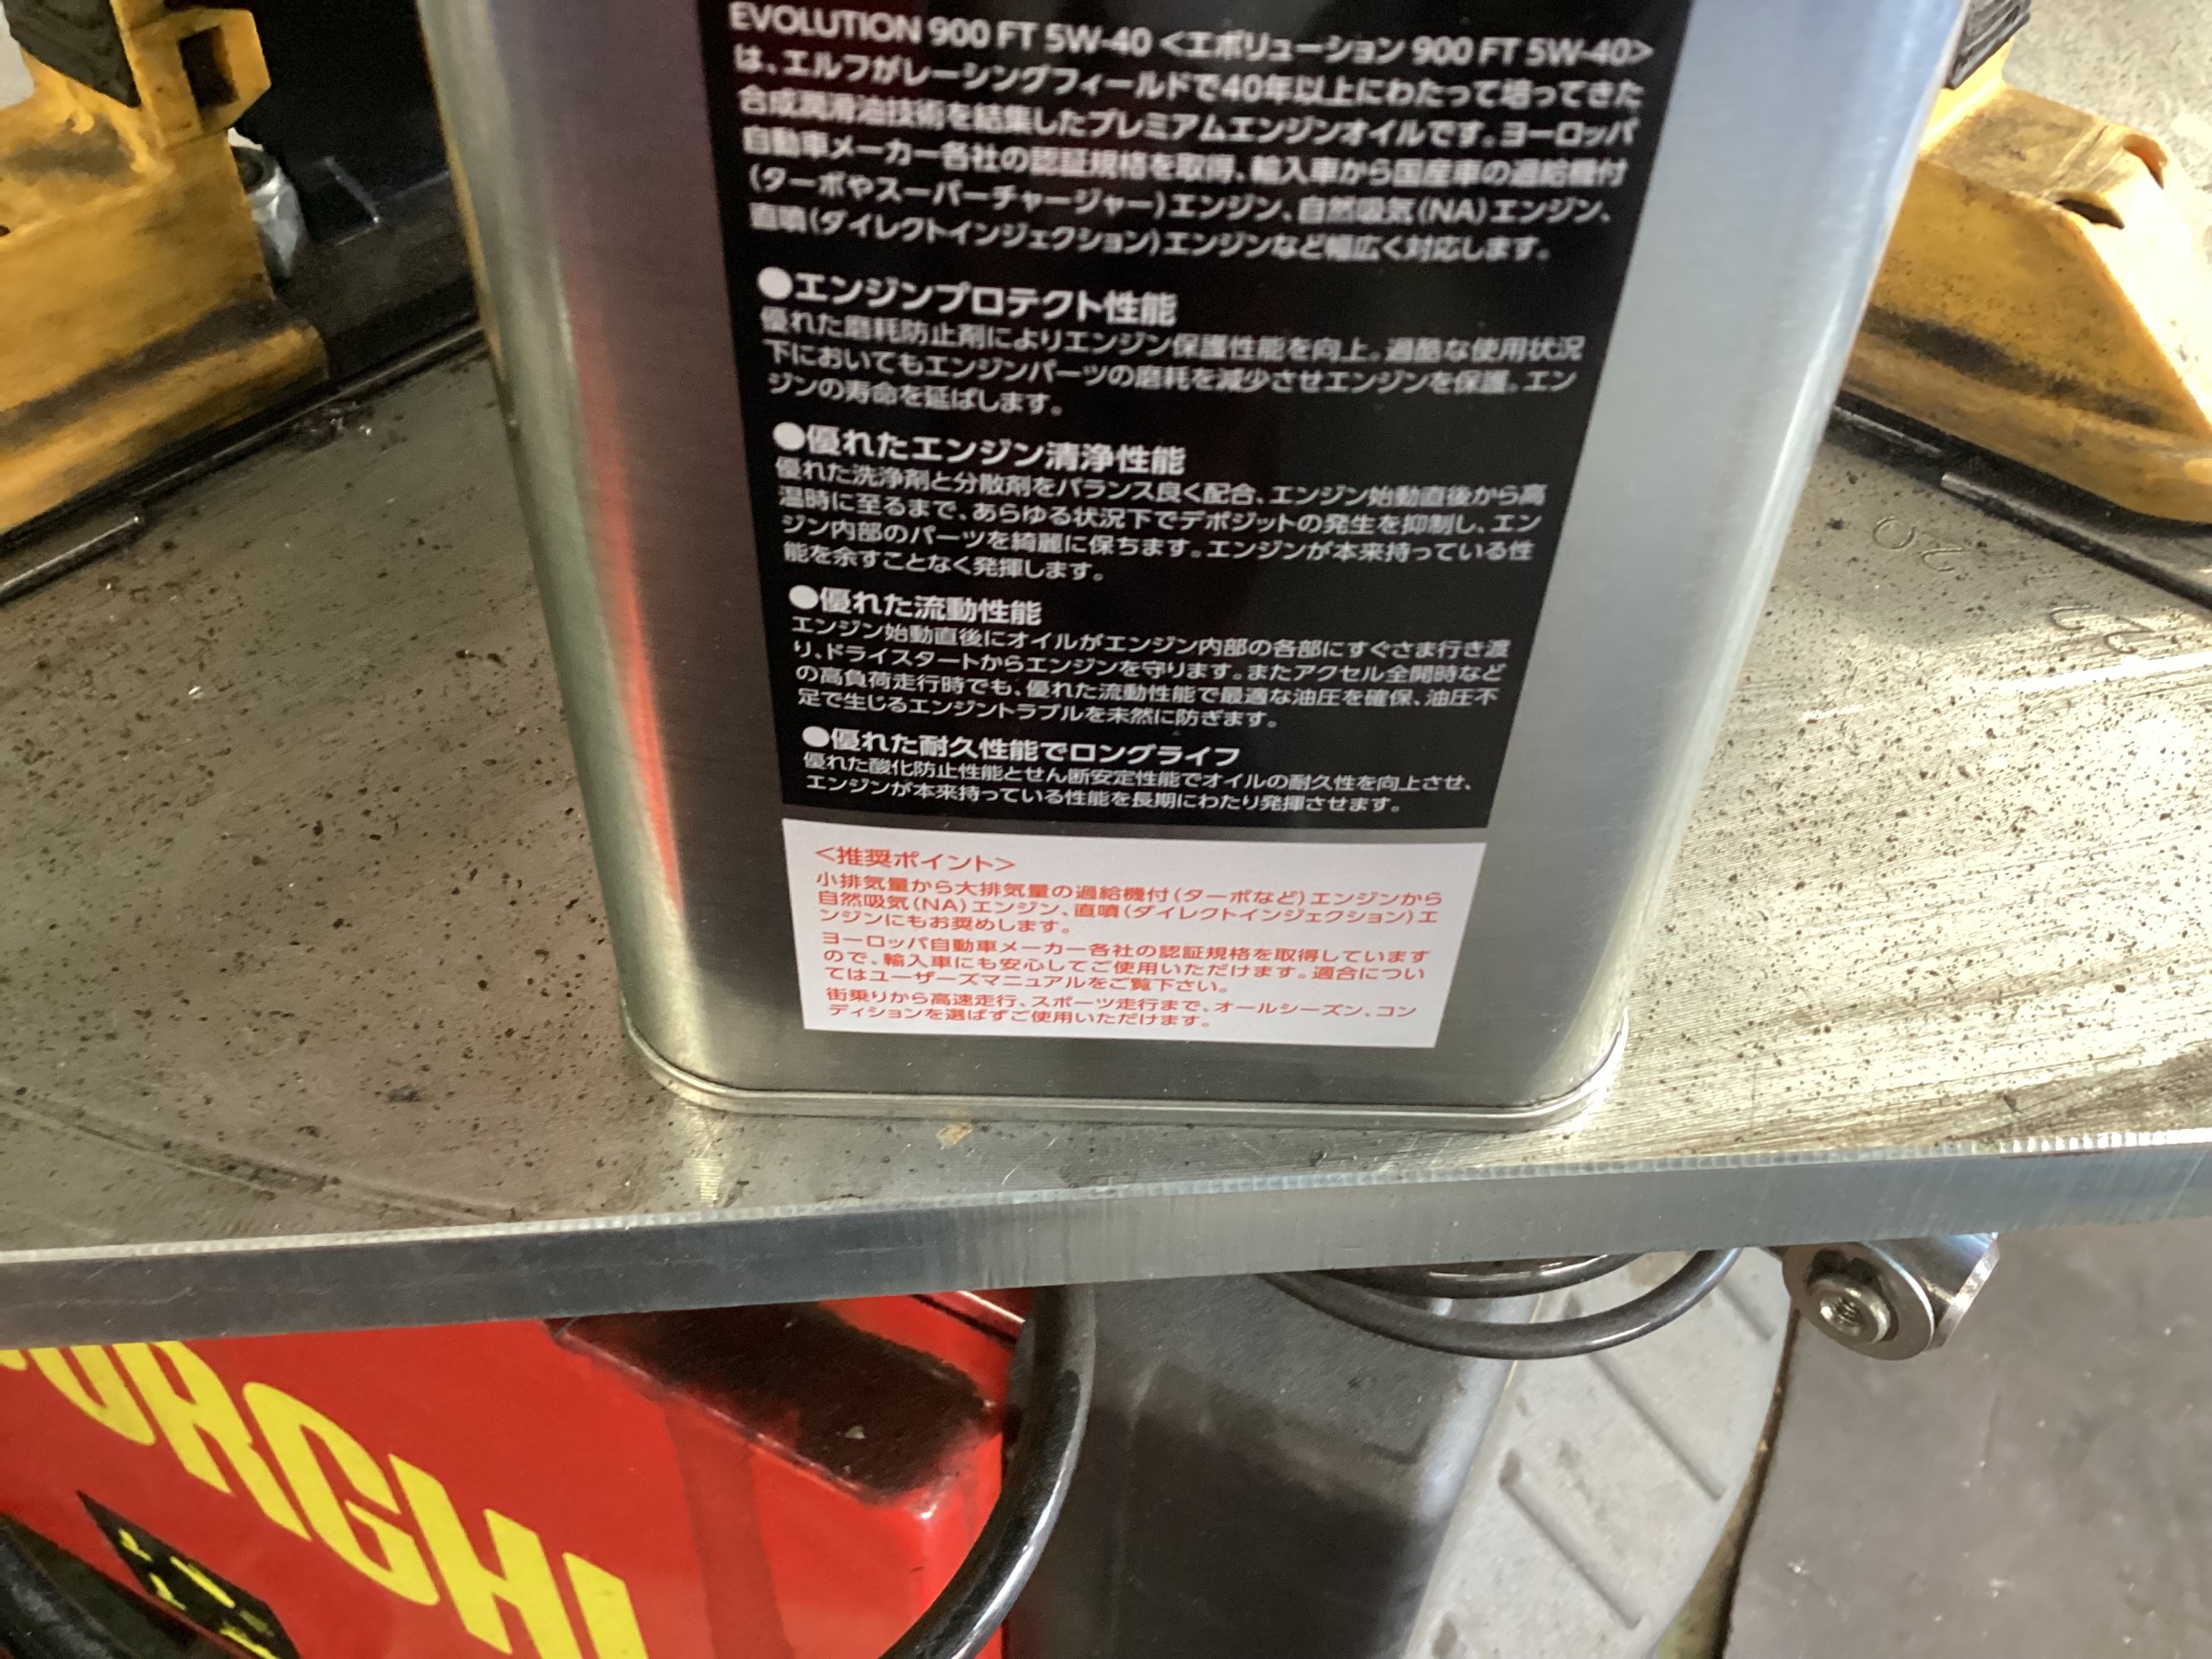 EVOLUTION 900 FT 5W-40 <エボリューション 900 FT 5W-40>
は、エルフがレーシングフィールドで40年以上にわたって培ってきた
合成潤滑油技術を結集したプレミアムエンジンオイルです。ヨーロッパ
自動車メーカー各社の認証規格を取得、輸入車から国産車の過給機付
(ターボやスーパーチャージャー)エンジン、自然吸気(NA)エンジン、
直噴(ダイレクトインジェクション)エンジンなど幅広く対応します。
●エンジンプロテクト性能
優れた磨耗防止剤によりエンジン保護性能を向上。過酷な使用状況
下においてもエンジンパーツの磨耗を減少させエンジンを保護。エン
ジンの寿命を延ばします。
●優れたエンジン清浄性能
優れた洗浄剤と分散剤をバランス良く配合、エンジン始動直後から高
温時に至るまで、あらゆる状況下でデポジットの発生を抑制し、エン
ジン内部のパーツを綺麗に保ちます。エンジンが本来持っている性
能を余すことなく発揮します。
●優れた流動性能
エンジン始動直後にオイルがエンジン内部の各部にすぐさま行き渡
り、ドライスタートからエンジンを守ります。またアクセル全開時など
の高負荷走行時でも、優れた流動性能で最適な油圧を確保、油圧不
足で生じるエンジントラブルを未然に防ぎます。
●優れた耐久性能でロングライフ
優れた酸化防止性能とせん断安定性能でオイルの耐久性を向上させ、
エンジンが本来持っている性能を長期にわたり発揮させます。
<推奨ポイント>
小排気量から大排気量の過給機付(ターボなど)エンジンから
自然吸気(NA)エンジン、直噴(ダイレクトインジェクション)エ
ンジンにもお奨めします。
ヨーロッパ自動車メーカー各社の認証規格を取得しています
ので、輸入車にも安心してご使用いただけます。適合につい
てはユーザーズマニュアルをご覧下さい。
街乗りから高速走行、スポーツ走行まで、オールシーズン、コン
ディションを選ばずご使用いただけます。